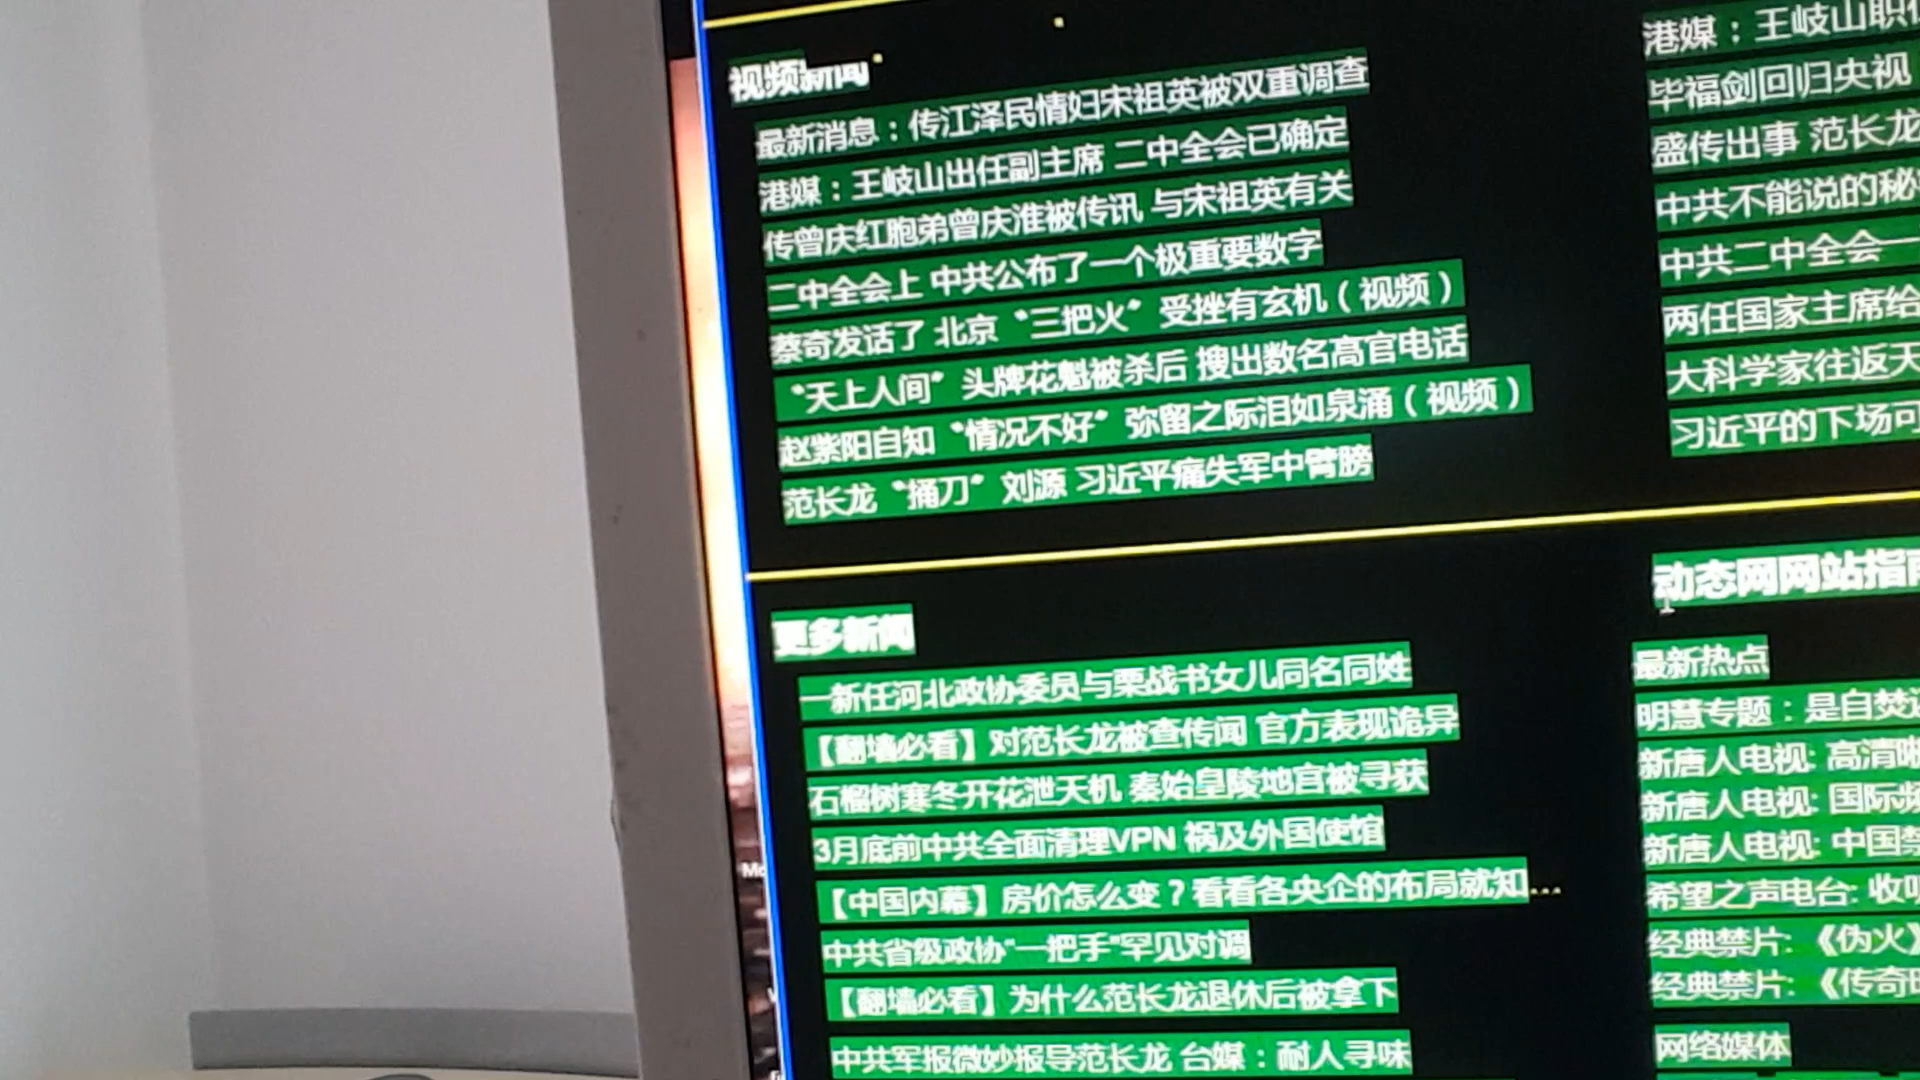 视频新闻
最新消息：传江泽民情妇宋祖英被双重调查
港媒：王岐山出任副主席 二中全会已确定
传曾庆红胞弟曾庆淮被传讯 与宋祖英有关
二中全会上 中共公布了一个极重要数字
蔡奇发话了 北京“三把火”受挫有玄机（视频）
“天上人间”头牌花魁被杀后 搜出数名高官电话
赵紫阳自知“情况不好”弥留之际泪如泉涌（视频）
范长龙“捅刀”刘源 习近平痛失军中臂膀
港媒：王岐山职
毕福剑回归央视
盛传出事 范长龙
中共不能说的秘
中共二中全会一
两任国家主席给
大科学家往返天
习近平的下场可
更多新闻
一新任河北政协委员与栗战书女儿同名同姓
【翻墙必看】对范长龙被查传闻 官方表现诡异
石榴树寒冬开花泄天机 秦始皇陵地宫被寻获
3月底前中共全面清理VPN 祸及外国使馆
【中国内幕】房价怎么变？看看各央企的布局就知...
中共省级政协“一把手”罕见对调
【翻墙必看】为什么范长龙退休后被拿下
中共军报微妙报导范长龙 台媒：耐人寻味
动态网网站指南
最新热点
明慧专题：是自焚还
新唐人电视: 高清晰
新唐人电视: 国际频
新唐人电视: 中国禁
希望之声电台: 收听
经典禁片: 《伪火》
经典禁片: 《传奇时
网络媒体